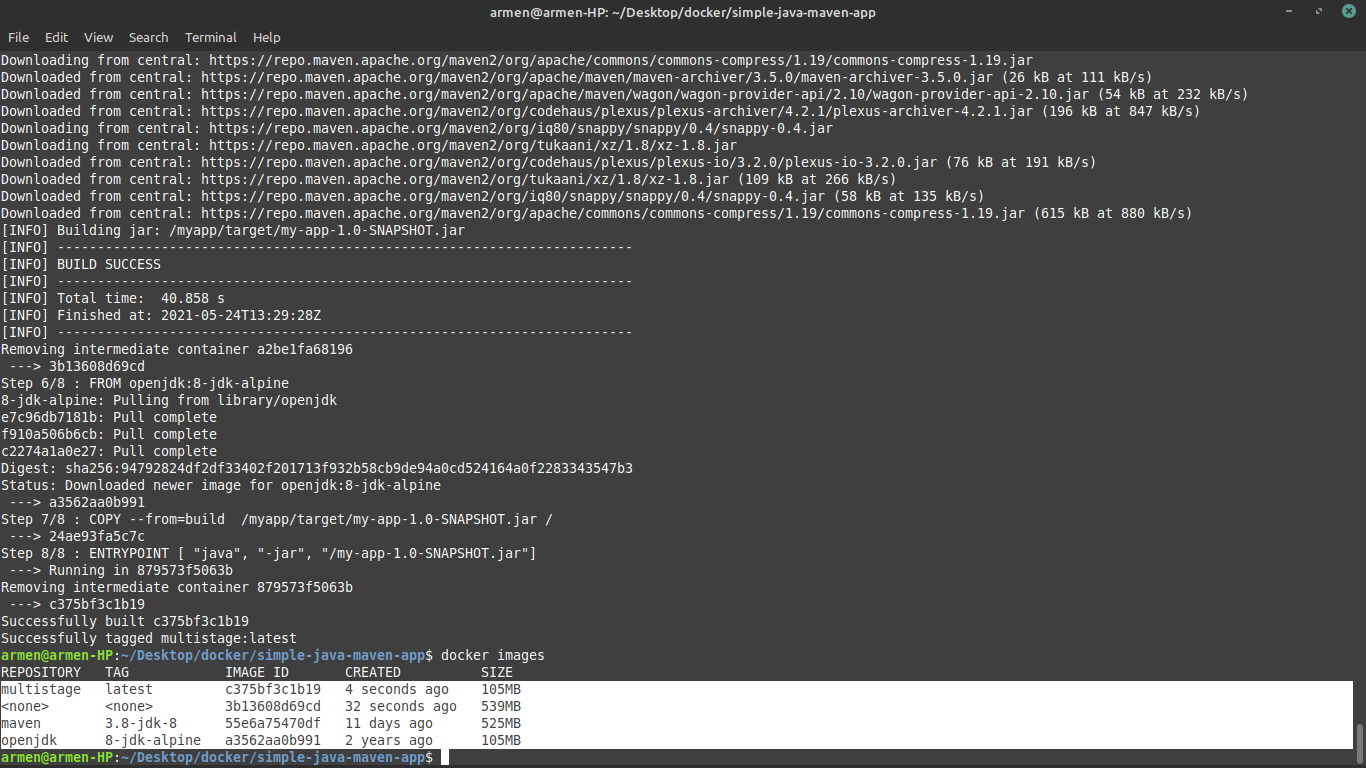 armen@armen-HP: ~/Desktop/docker/simple-java-maven-app
File Edit View Search Terminal Help
Downloading from central: https://repo.maven.apache.org/maven2/org/apache/commons/commons-compress/1.19/commons-compress-1.19.jar
Downloaded from central: https://repo.maven.apache.org/maven2/org/apache/maven/maven-archiver/3.5.0/maven-archiver-3.5.0.jar (26 kB at 111 kB/s)
Downloaded from central: https://repo.maven.apache.org/maven2/org/apache/maven/wagon/wagon-provider-api/2.10/wagon-provider-api-2.10.jar (54 kB at 232 kB/s)
Downloaded from central: https://repo.maven.apache.org/maven2/org/codehaus/plexus/plexus-archiver/4.2.1/plexus-archiver-4.2.1.jar (196 kB at 847 kB/s)
Downloading from central: https://repo.maven.apache.org/maven2/org/iq80/snappy/snappy/0.4/snappy-0.4.jar
Downloading from central: https://repo.maven.apache.org/maven2/org/tukaani/xz/1.8/xz-1.8.jar
Downloaded from central: https://repo.maven.apache.org/maven2/org/codehaus/plexus/plexus-io/3.2.0/plexus-io-3.2.0.jar (76 kB at 191 kB/s)
Downloaded from central: https://repo.maven.apache.org/maven2/org/tukaani/xz/1.8/xz-1.8.jar (109 kB at 266 kB/s)
Downloaded from central: https://repo.maven.apache.org/maven2/org/iq80/snappy/snappy/0.4/snappy-0.4.jar (58 kB at 135 kB/s)
Downloaded from central: https://repo.maven.apache.org/maven2/org/apache/commons/commons-compress/1.19/commons-compress-1.19.jar (615 kB at 880 kB/s)
[INFO] Building jar: /myapp/target/my-app-1.0-SNAPSHOT.jar
[INFO] ------------------------------------------------------------------------
[INFO] BUILD SUCCESS
[INFO] ------------------------------------------------------------------------
[INFO] Total time:  40.858 s
[INFO] Finished at: 2021-05-24T13:29:28Z
[INFO] ------------------------------------------------------------------------
Removing intermediate container a2be1fa68196
 ---> 3b13608d69cd
Step 6/8 : FROM openjdk:8-jdk-alpine
8-jdk-alpine: Pulling from library/openjdk
e7c96db7181b: Pull complete
f910a506b6cb: Pull complete
c2274a1a0e27: Pull complete
Digest: sha256:94792824df2df33402f201713f932b58cb9de94a0cd524164a0f2283343547b3
Status: Downloaded newer image for openjdk:8-jdk-alpine
 ---> a3562aa0b991
Step 7/8 : COPY --from=build  /myapp/target/my-app-1.0-SNAPSHOT.jar /
 ---> 24ae93fa5c7c
Step 8/8 : ENTRYPOINT [ "java", "-jar", "/my-app-1.0-SNAPSHOT.jar"]
 ---> Running in 879573f5063b
Removing intermediate container 879573f5063b
 ---> c375bf3c1b19
Successfully built c375bf3c1b19
Successfully tagged multistage:latest
armen@armen-HP:~/Desktop/docker/simple-java-maven-app$ docker images
REPOSITORY   TAG            IMAGE ID       CREATED          SIZE
multistage   latest         c375bf3c1b19   4 seconds ago    105MB
<none>       <none>         3b13608d69cd   32 seconds ago   539MB
maven        3.8-jdk-8      55e6a75470df   11 days ago      525MB
openjdk      8-jdk-alpine   a3562aa0b991   2 years ago      105MB
armen@armen-HP:~/Desktop/docker/simple-java-maven-app$